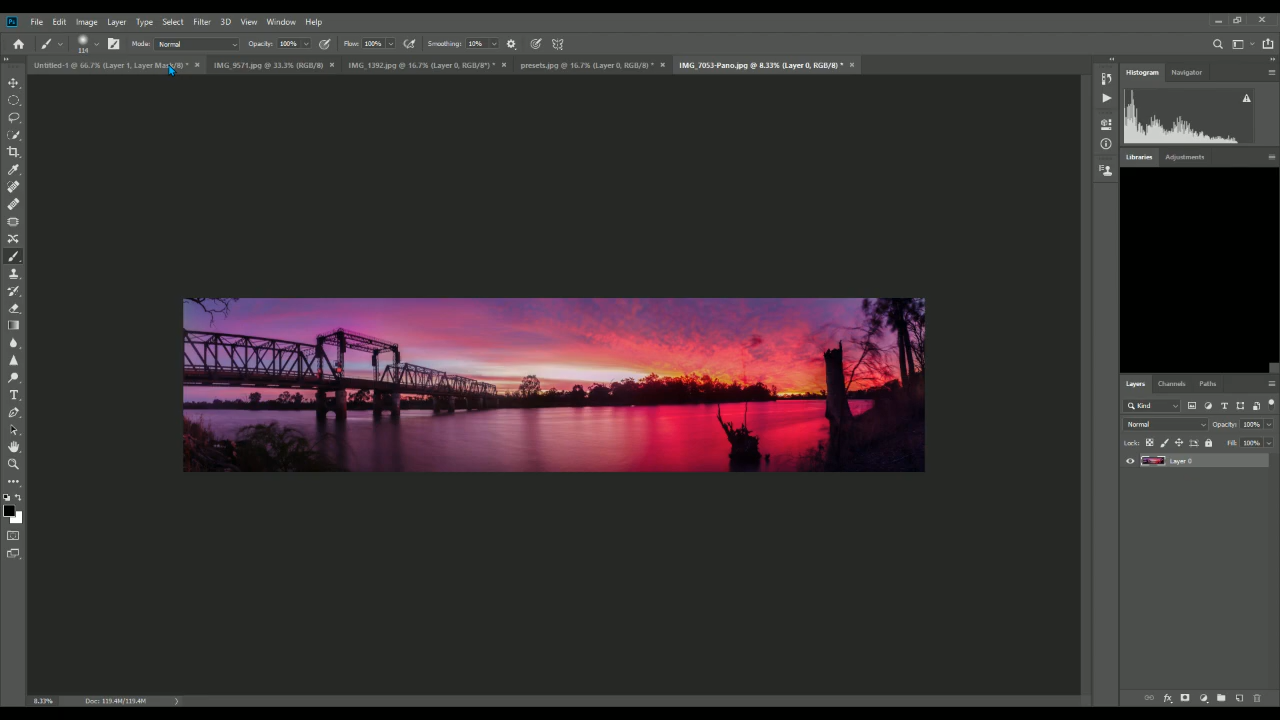 Ps File Edit Image Layer Type Select Filter 3D View Window Help
114 Mode: Normal Opacity: 100% Flow: 100% Smoothing: 10%
Untitled-1 @ 66.7% (Layer 1, Layer Mask/8) * × IMG_9571.jpg @ 33.3% (RGB/8) × IMG_1392.jpg @ 16.7% (Layer 0, RGB/8*) * × presets.jpg @ 16.7% (Layer 0, RGB/8) * × IMG_7053-Pano.jpg @ 8.33% (Layer 0, RGB/8) * ×
Histogram Navigator
Libraries Adjustments
Layers Channels Paths
Kind
Normal Opacity: 100%
Lock: Fill: 100%
Layer 0
fx
8.33% Doc: 119.4M/119.4M